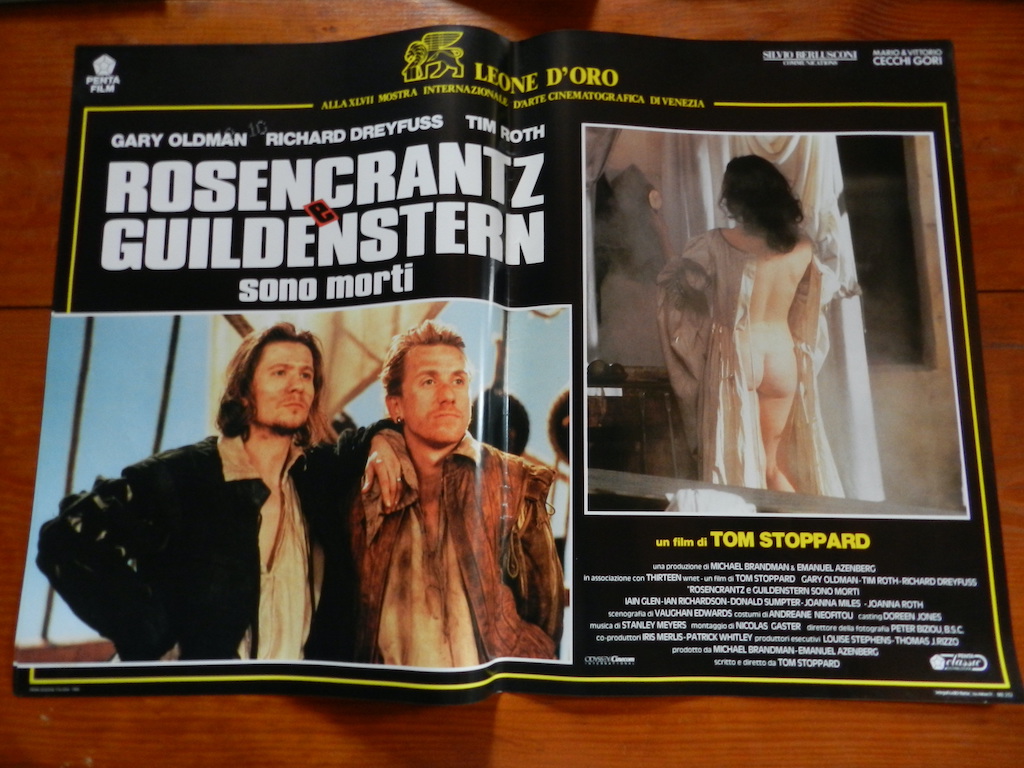 PENTA
FILM
LEONE D'ORO
ALLA XLVII MOSTRA INTERNAZIONALE D'ARTE CINEMATOGRAFICA DI VENEZIA
SILVIO BERLUSCONI
COMMUNICATIONS
MARIO & VITTORIO
CECCHI GORI
GARY OLDMAN RICHARD DREYFUSS TIM ROTH
10
ROSENCRANTZ
e
GUILDENSTERN
sono morti
un film di TOM STOPPARD
una produzione di MICHAEL BRANDMAN & EMANUEL AZENBERG
in associazione con THIRTEEN wnet - un film di TOM STOPPARD GARY OLDMAN - TIM ROTH - RICHARD DREYFUSS
"ROSENCRANTZ e GUILDENSTERN SONO MORTI
IAIN GLEN - IAN RICHARDSON - DONALD SUMPTER - JOANNA MILES - JOANNA ROTH
scenografia di VAUGHAN EDWARDS costumi di ANDREANE NEOFITOU casting DOREEN JONES
musica di STANLEY MEYERS montaggio di NICOLAS GASTER direttore della fotografia PETER BIZIOU, B.S.C.
co-produttori IRIS MERLIS - PATRICK WHITLEY produttori esecutivi LOUISE STEPHENS - THOMAS J. RIZZO
prodotto da MICHAEL BRANDMAN - EMANUEL AZENBERG
scritto e diretto da TOM STOPPARD
ODYSSEY Cinecom
INTERNATIONAL
classic